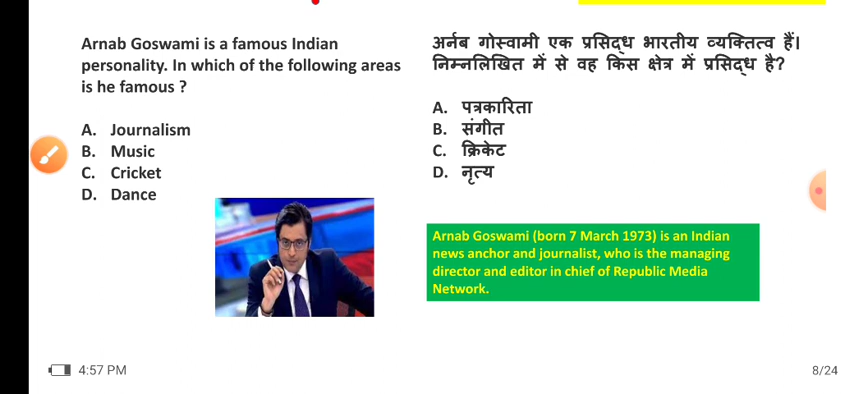 Arnab Goswami is a famous Indian
personality. In which of the following areas
is he famous ?
A. Journalism
B. Music
C. Cricket
D. Dance
अर्नब गोस्वामी एक प्रसिद्ध भारतीय व्यक्तित्व हैं।
निम्नलिखित में से वह किस क्षेत्र में प्रसिद्ध है?
A. पत्रकारिता
B. संगीत
C. क्रिकेट
D. नृत्य
Arnab Goswami (born 7 March 1973) is an Indian
news anchor and journalist, who is the managing
director and editor in chief of Republic Media
Network.
4:57 PM
8/24